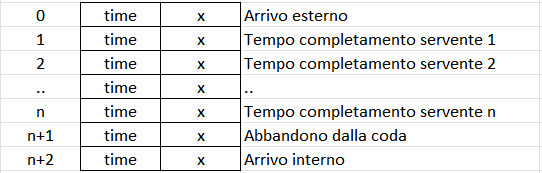 0 time x Arrivo esterno
1 time x Tempo completamento servente 1
2 time x Tempo completamento servente 2
.. time x ..
n time x Tempo completamento servente n
n+1 time x Abbandono dalla coda
n+2 time x Arrivo interno